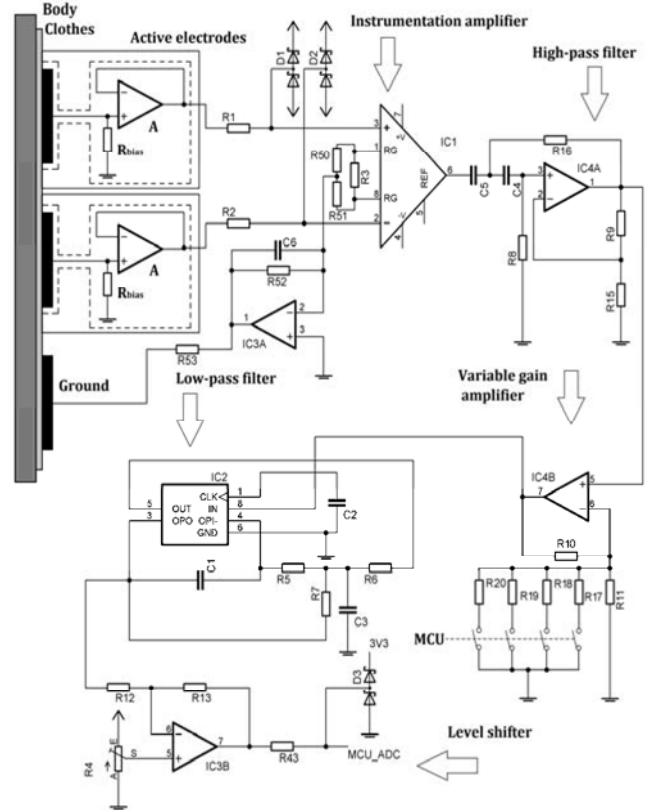 Body
Clothes
Active electrodes
Instrumentation amplifier
High-pass filter
D1
D2
A
Rbias
R1
IC1
+V
-V
RG
RG
REF
3
7
1
8
2
4
5
6
R50
R51
R3
R16
C5
C4
IC4A
3
2
1
R9
R8
R15
A
Rbias
R2
C6
R52
1
2
3
IC3A
R53
Ground
Low-pass filter
Variable gain
amplifier
IC2
CLK
OUT
IN
OPO
OPI-
GND
5
3
1
8
4
6
C2
IC4B
7
5
6
R10
C1
R5
R6
R7
C3
R20
R19
R18
R17
R11
MCU
3V3
D3
R12
R13
6
5
7
IC3B
R4
E
S
A
R43
MCU_ADC
Level shifter